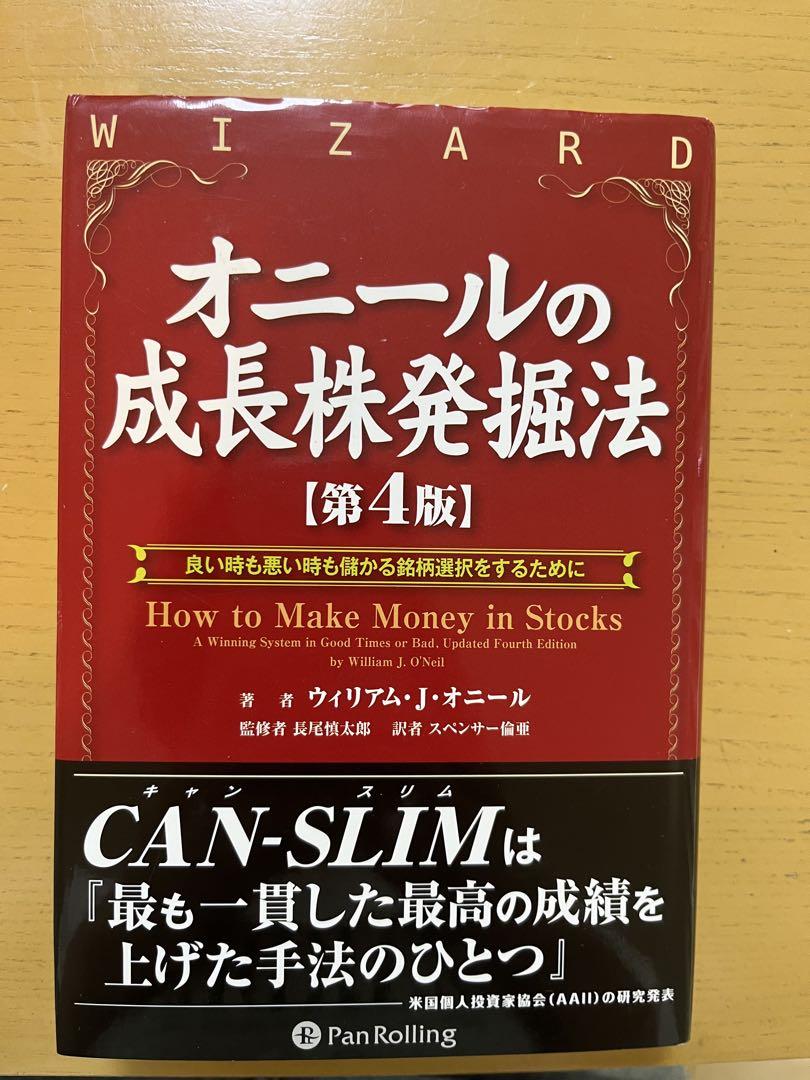 WIZARD
オニールの
成長株発掘法
【第4版】
良い時も悪い時も儲かる銘柄選択をするために
How to Make Money in Stocks
A Winning System in Good Times or Bad, Updated Fourth Edition
by William J. O'Neil
著者 ウィリアム・J・オニール
監修者 長尾慎太郎 訳者 スペンサー倫亜
キャン スリム
CAN-SLIMは
『最も一貫した最高の成績を
上げた手法のひとつ』
米国個人投資家協会(AAII)の研究発表
PanRolling